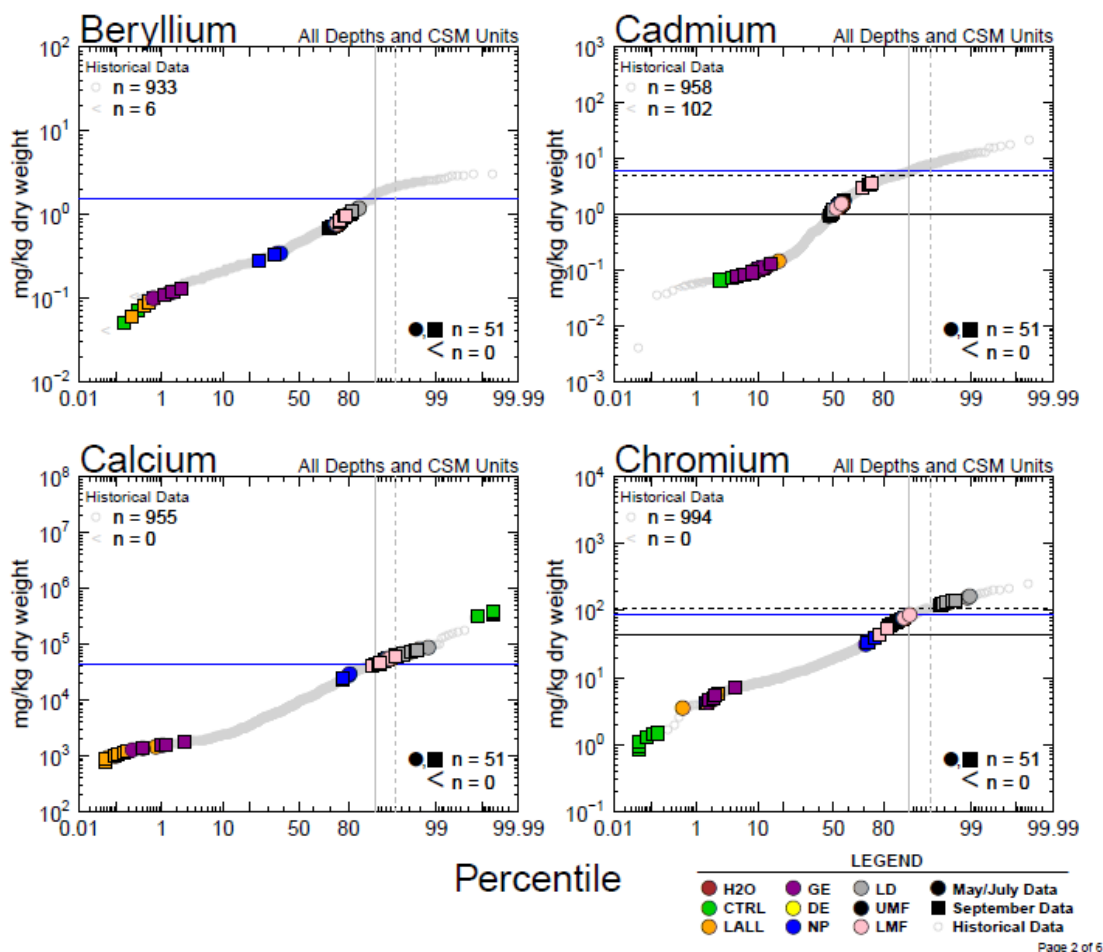 Beryllium All Depths and CSM Units
Historical Data
n = 933
< n = 6
mg/kg dry weight
10^2
10^1
10^0
10^-1
10^-2
, n = 51
< n = 0
0.01 1 10 50 80 99 99.99
Cadmium All Depths and CSM Units
Historical Data
n = 958
< n = 102
mg/kg dry weight
10^3
10^2
10^1
10^0
10^-1
10^-2
10^-3
, n = 51
< n = 0
0.01 1 10 50 80 99 99.99
Calcium All Depths and CSM Units
Historical Data
n = 955
< n = 0
mg/kg dry weight
10^8
10^7
10^6
10^5
10^4
10^3
10^2
, n = 51
< n = 0
0.01 1 10 50 80 99 99.99
Chromium All Depths and CSM Units
Historical Data
n = 994
< n = 0
mg/kg dry weight
10^4
10^3
10^2
10^1
10^0
10^-1
, n = 51
< n = 0
0.01 1 10 50 80 99 99.99
Percentile
LEGEND
H2O GE LD May/July Data
CTRL DE UMF September Data
LALL NP LMF Historical Data
Page 2 of 6